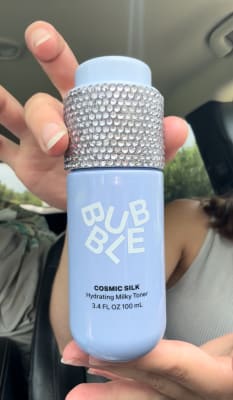 BUB
BLE
COSMIC SILK
Hydrating Milky Toner
3.4 FL OZ 100 mL